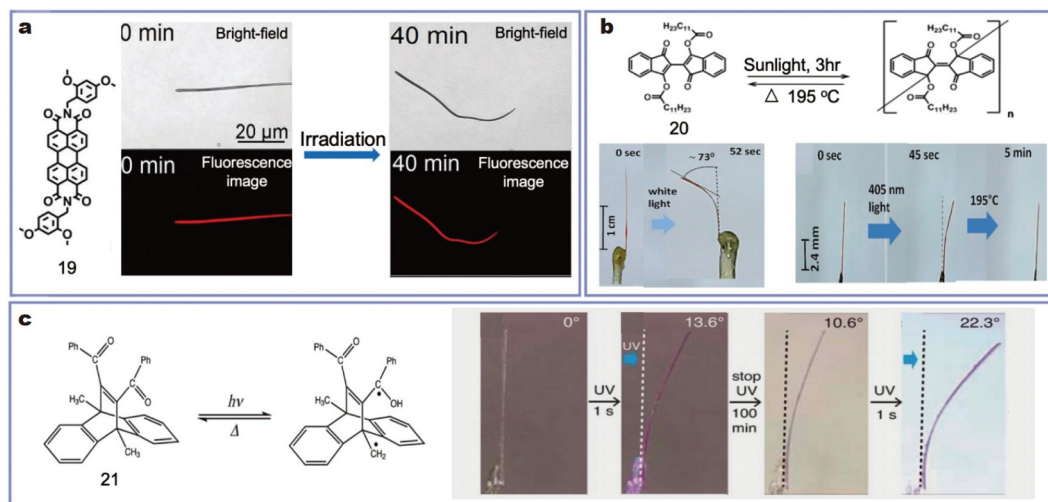 a
0 min
Bright-field
20 μm
0 min
Fluorescence
image
Irradiation
40 min
Bright-field
40 min
Fluorescence
image
O
O
O
N
O
O
N
O
O
O
19
b
H23C11
O
O
O
O
O
O
C11H23
20
Sunlight, 3hr
Δ 195 °C
H23C11
O
O
O
O
O
O
C11H23
n
0 sec
1 cm
white
light
~ 73°
52 sec
0 sec
2.4 mm
405 nm
light
45 sec
195°C
5 min
c
Ph
O
Ph
O
H3C
CH3
21
hν
Δ
Ph
O
Ph
OH
H3C
CH2
0°
UV
1 s
13.6°
UV
stop
UV
100
min
10.6°
UV
1 s
22.3°